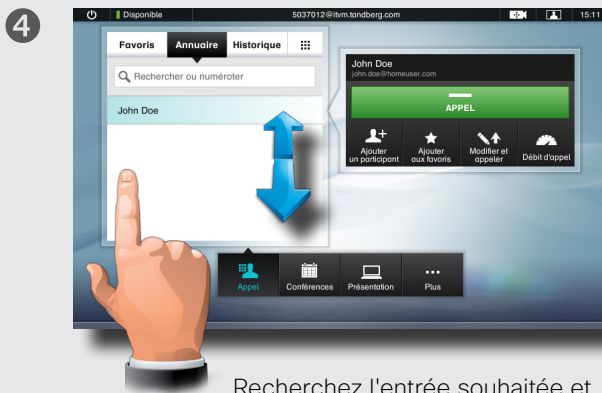 4
Disponible 5037012@itvm.tandberg.com 15:11
Favoris Annuaire Historique
Rechercher ou numéroter
John Doe
John Doe
john.doe@homeuser.com
APPEL
Ajouter un participant
Ajouter aux favoris
Modifier et appeler
Débit d'appel
Appel Conférences Présentation Plus
Recherchez l'entrée souhaitée et